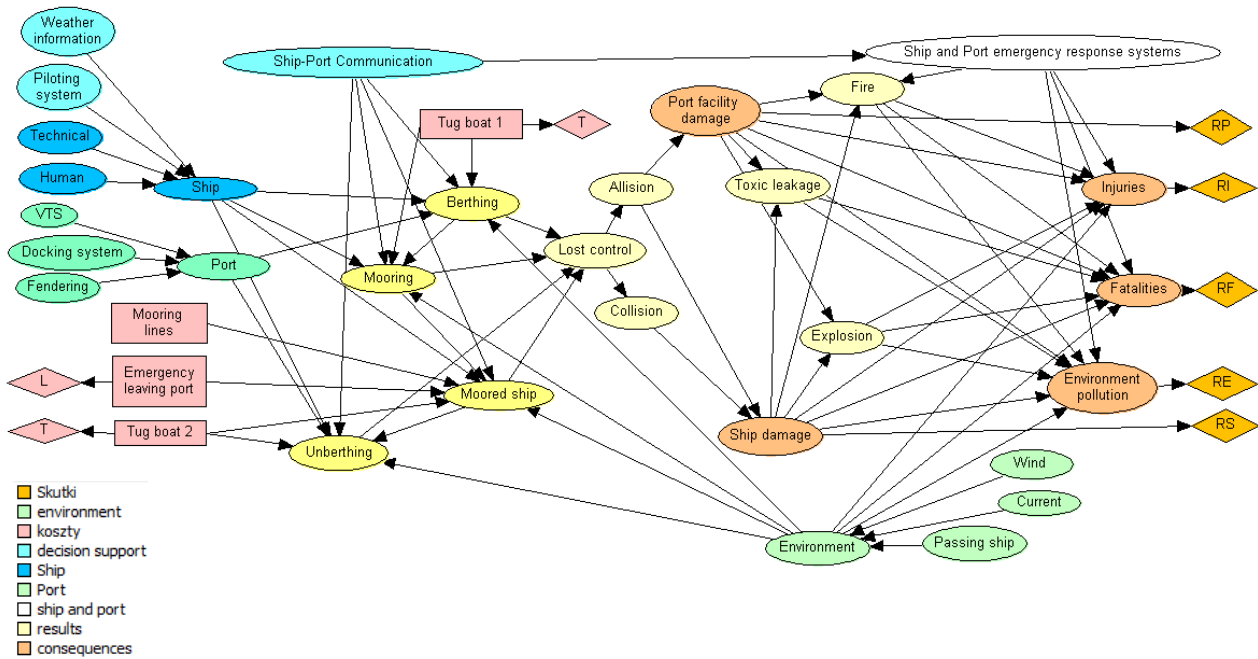 Weather
information
Ship-Port Communication
Ship and Port emergency response systems
Piloting
system
Fire
Port facility
damage
Technical
Tug boat 1
T
RP
Human
Ship
Allision
Toxic leakage
Injuries
RI
VTS
Berthing
Docking system
Port
Lost control
Fendering
Mooring
Fatalities
RF
Mooring
lines
Collision
Explosion
L
Emergency
leaving port
Moored ship
Environment
pollution
RE
T
Tug boat 2
Ship damage
RS
Unberthing
Wind
Current
Environment
Passing ship
Skutki
environment
koszty
decision support
Ship
Port
ship and port
results
consequences